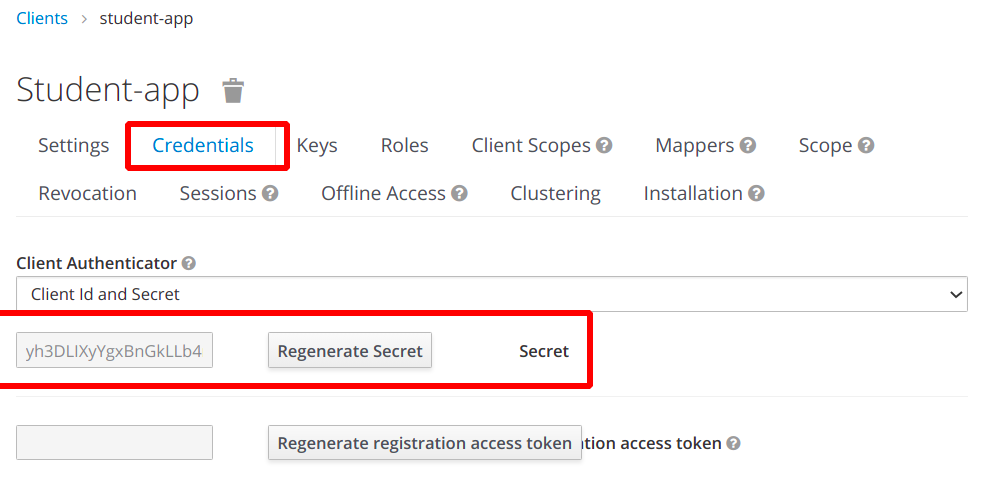 Clients > student-app
Student-app
Settings Credentials Keys Roles Client Scopes Mappers Scope
Revocation Sessions Offline Access Clustering Installation
Client Authenticator
Client Id and Secret
yh3DLIXyYgxBnGkLLb4 Regenerate Secret Secret
Regenerate registration access token tion access token